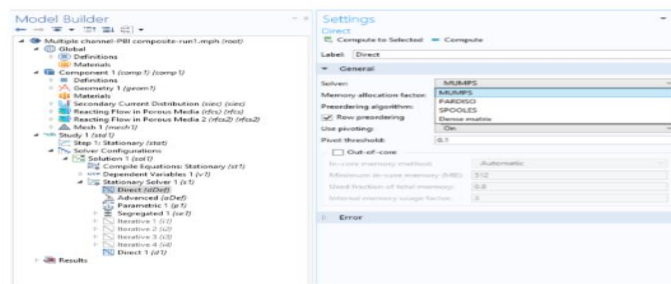 Model Builder
Multiple channel-PBI composite-run1.mph (root)
Global
Definitions
Materials
Component 1 (comp1) (comp1)
Definitions
Geometry 1 (geom1)
Materials
Secondary Current Distribution (siec) (siec)
Reacting Flow in Porous Media (rfcs) (rfcs)
Reacting Flow in Porous Media 2 (rfcs2) (rfcs2)
Mesh 1 (mesh1)
Study 1 (std1)
Step 1: Stationary (stat)
Solver Configurations
Solution 1 (sol1)
Compile Equations: Stationary (st1)
Dependent Variables 1 (v1)
Stationary Solver 1 (s1)
Direct (dDef)
Advanced (aDef)
Parametric 1 (p1)
Segregated 1 (se1)
Iterative 1 (i1)
Iterative 2 (i2)
Iterative 3 (i3)
Iterative 4 (i4)
Direct 1 (d1)
Results
Settings
Direct
Compute to Selected = Compute
Label: Direct
General
Solver: MUMPS
Memory allocation factor: MUMPS
PARDISO
Preordering algorithm: SPOOLES
Row preordering Dense matrix
Use pivoting: On
Pivot threshold: 0.1
Out-of-core
In-core memory method: Automatic
Minimum in-core memory (MB): 512
Used fraction of total memory: 0.8
Internal memory usage factor: 3
Error